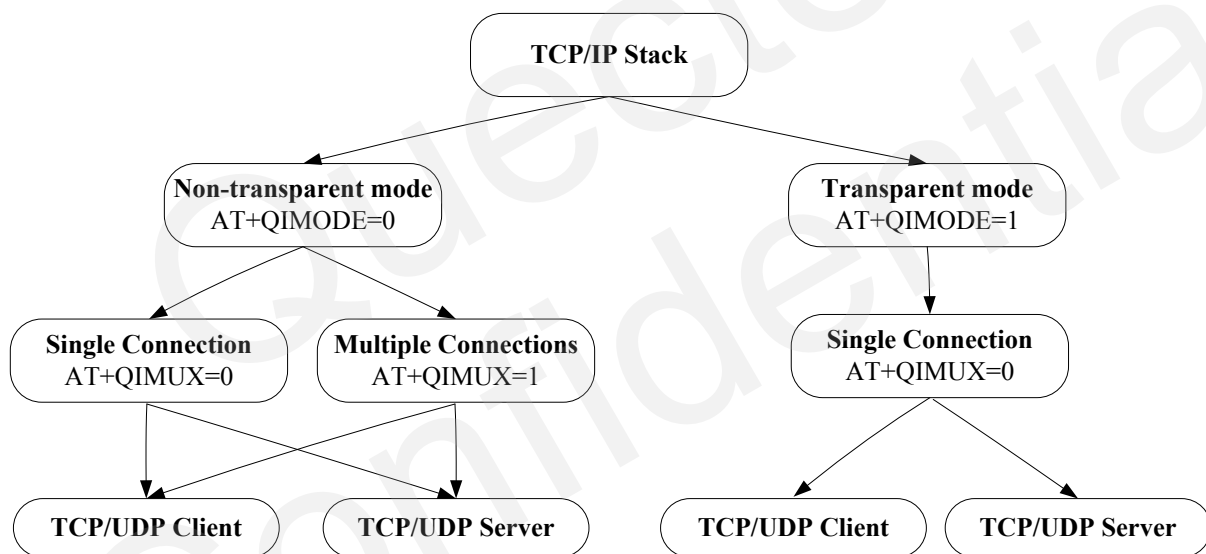 TCP/IP Stack
Non-transparent mode
AT+QIMODE=0
Transparent mode
AT+QIMODE=1
Single Connection
AT+QIMUX=0
Multiple Connections
AT+QIMUX=1
Single Connection
AT+QIMUX=0
TCP/UDP Client
TCP/UDP Server
TCP/UDP Client
TCP/UDP Server